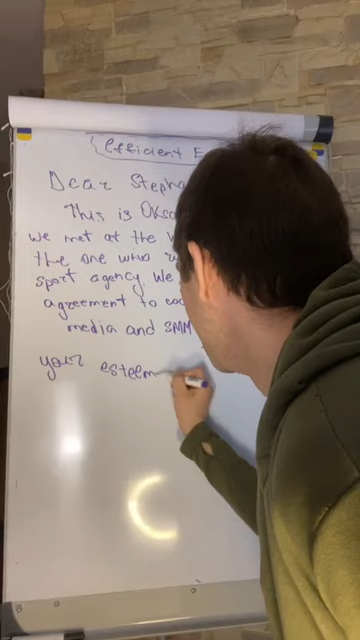 Efficient E
Dear Stepha
This is Oksa
we met at the
the one who
sport agency We
agreement to
media and SMM
your esteem